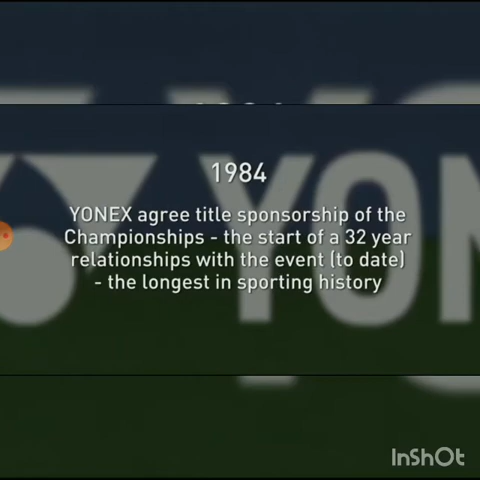 1984
YONEX agree title sponsorship of the
Championships - the start of a 32 year
relationships with the event (to date)
- the longest in sporting history
YON
InShOt